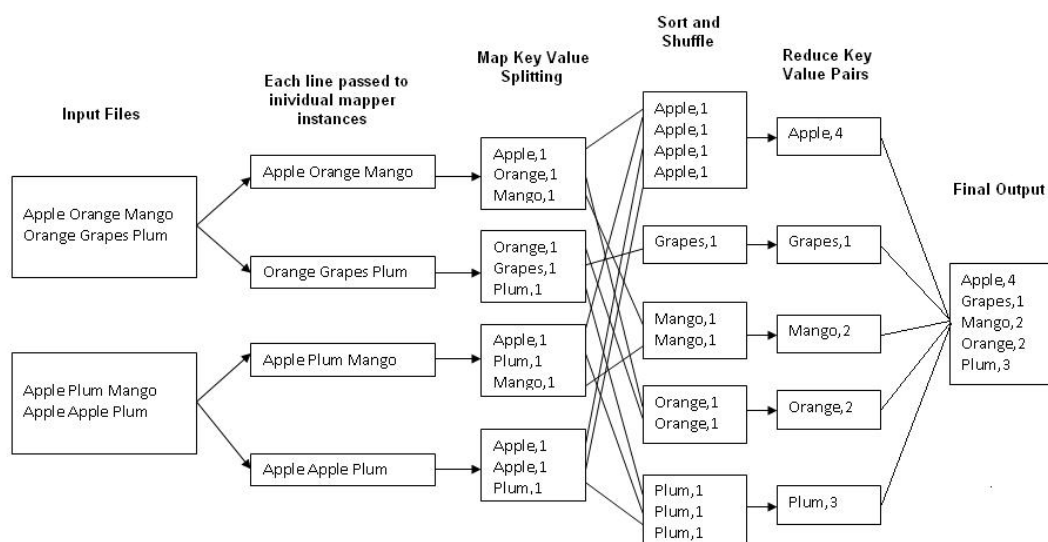 Input Files
Each line passed to
inividual mapper
instances
Map Key Value
Splitting
Sort and
Shuffle
Reduce Key
Value Pairs
Final Output
Apple Orange Mango
Orange Grapes Plum
Apple Plum Mango
Apple Apple Plum
Apple Orange Mango
Orange Grapes Plum
Apple Plum Mango
Apple Apple Plum
Apple,1
Orange,1
Mango,1
Orange,1
Grapes,1
Plum,1
Apple,1
Plum,1
Mango,1
Apple,1
Apple,1
Plum,1
Apple,1
Apple,1
Apple,1
Apple,1
Grapes,1
Mango,1
Mango,1
Orange,1
Orange,1
Plum,1
Plum,1
Plum,1
Apple,4
Grapes,1
Mango,2
Orange,2
Plum,3
Apple,4
Grapes,1
Mango,2
Orange,2
Plum,3